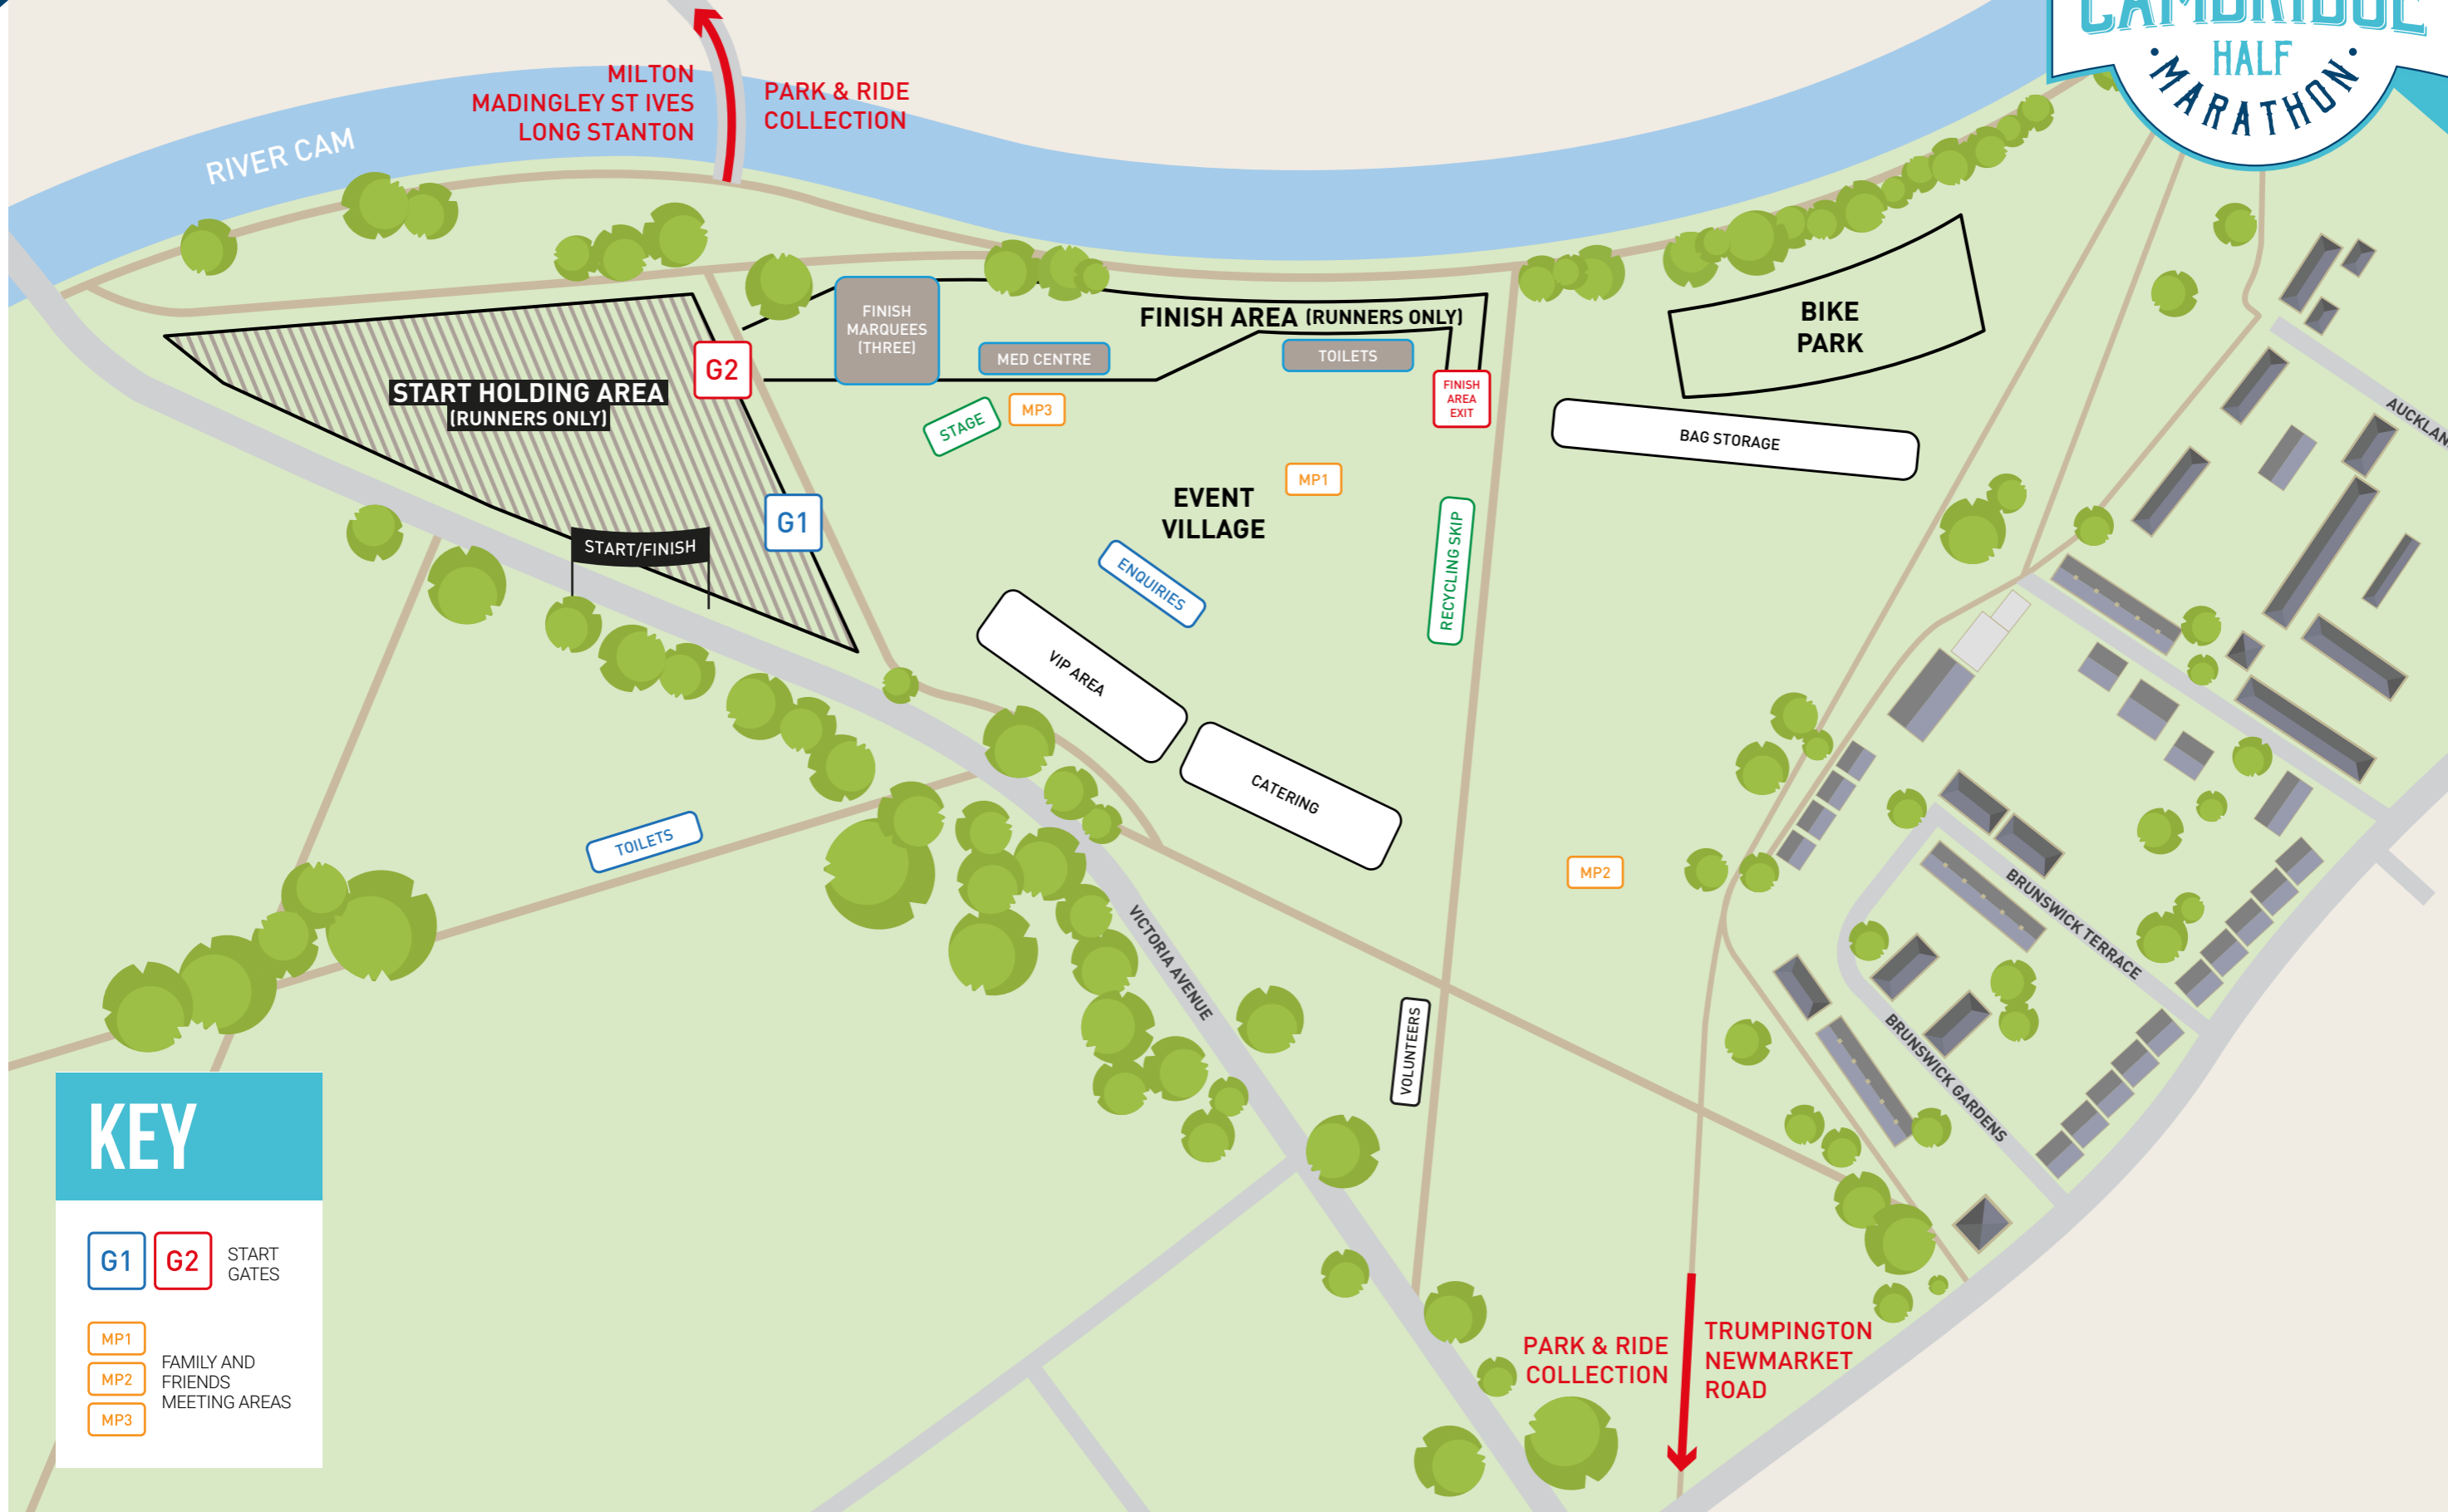 CAMBRIDGE
HALF
MARATHON
MILTON
MADINGLEY ST IVES
LONG STANTON
PARK & RIDE
COLLECTION
RIVER CAM
FINISH
MARQUEES
(THREE)
FINISH AREA (RUNNERS ONLY)
MED CENTRE
TOILETS
BIKE
PARK
G2
START HOLDING AREA
(RUNNERS ONLY)
FINISH
AREA
EXIT
STAGE
MP3
BAG STORAGE
MP1
EVENT
VILLAGE
G1
START/FINISH
ENQUIRIES
RECYCLING SKIP
VIP AREA
CATERING
TOILETS
MP2
VICTORIA AVENUE
VOLUNTEERS
BRUNSWICK TERRACE
BRUNSWICK GARDENS
PARK & RIDE
COLLECTION
TRUMPINGTON
NEWMARKET
ROAD
KEY
G1
G2
START
GATES
MP1
MP2
MP3
FAMILY AND
FRIENDS
MEETING AREAS